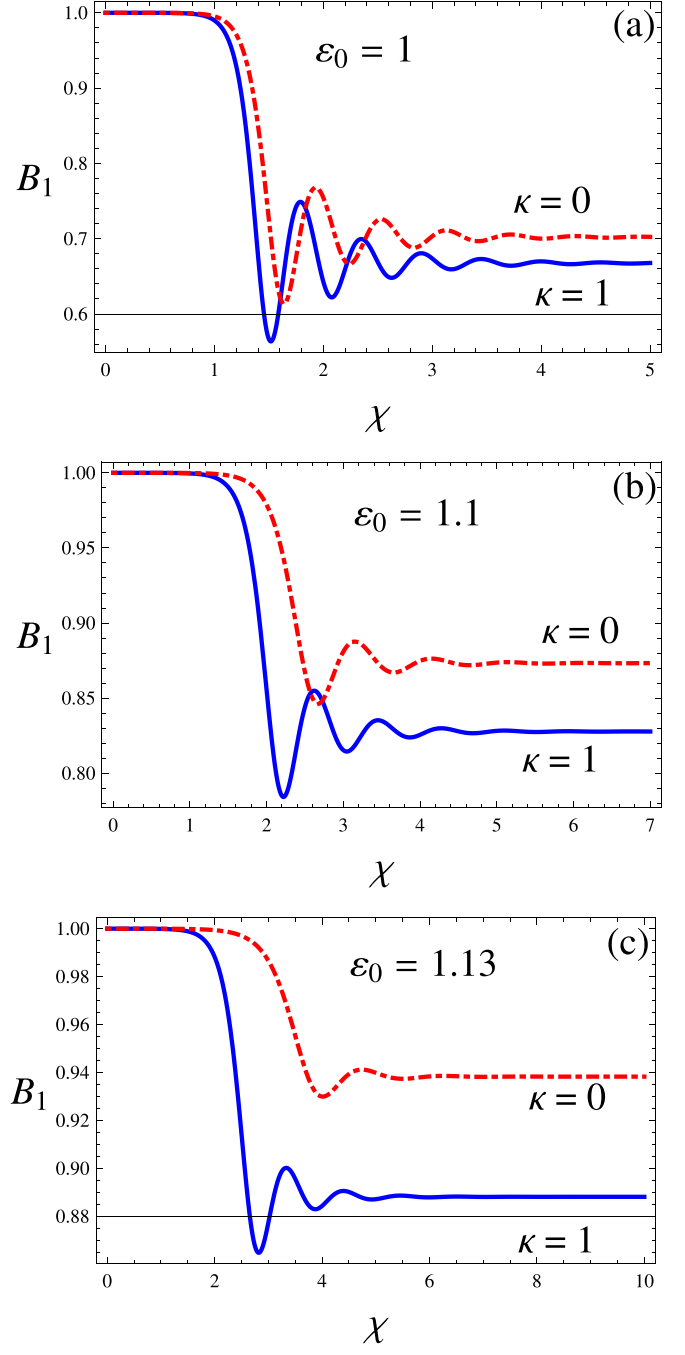 (a)
ε₀ = 1
1.0
0.9
0.8
0.7
0.6
B₁
κ = 0
κ = 1
0 1 2 3 4 5
χ
(b)
ε₀ = 1.1
1.00
0.95
0.90
0.85
0.80
B₁
κ = 0
κ = 1
0 1 2 3 4 5 6 7
χ
(c)
ε₀ = 1.13
1.00
0.98
0.96
0.94
0.92
0.90
0.88
B₁
κ = 0
κ = 1
0 2 4 6 8 10
χ